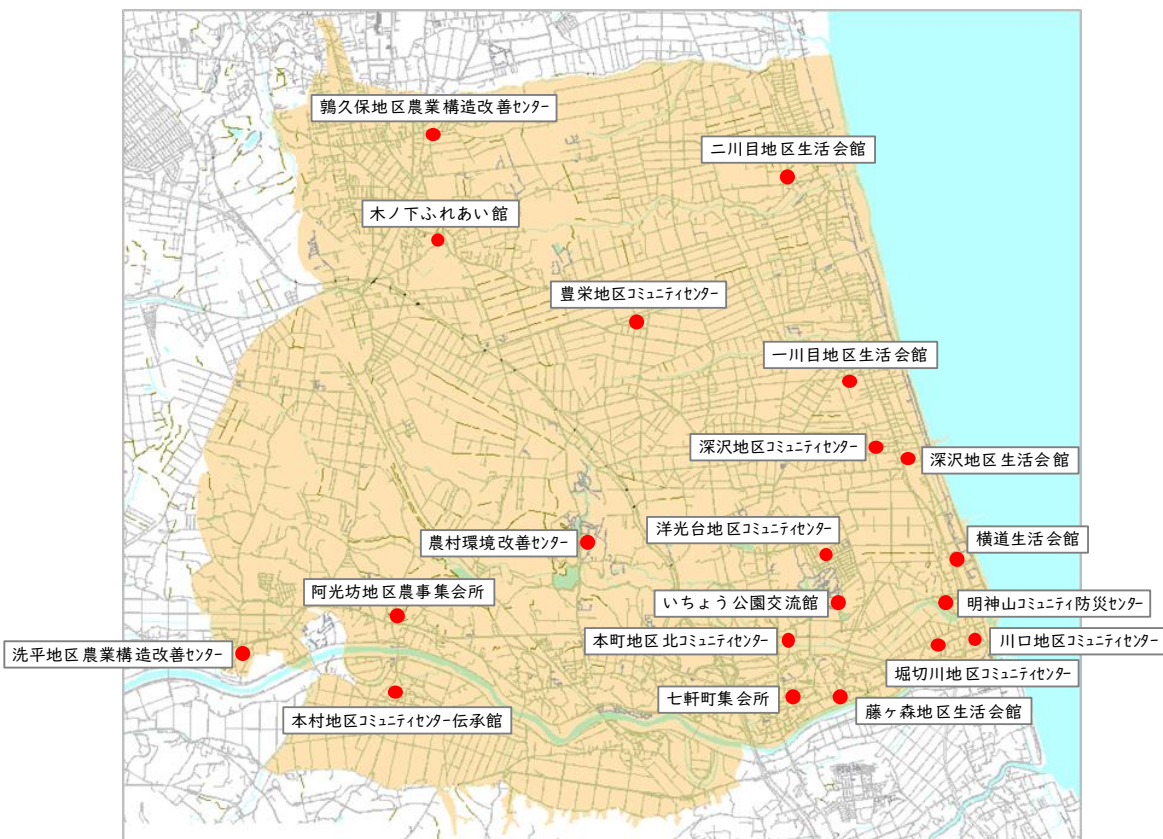 鶉久保地区農業構造改善センター
二川目地区生活会館
木ノ下ふれあい館
豊栄地区コミュニティセンター
一川目地区生活会館
深沢地区コミュニティセンター
深沢地区生活会館
洋光台地区コミュニティセンター
農村環境改善センター
横道生活会館
阿光坊地区農事集会所
いちょう公園交流館
明神山コミュニティ防災センター
本町地区北コミュニティセンター
川口地区コミュニティセンター
洗平地区農業構造改善センター
堀切川地区コミュニティセンター
七軒町集会所
藤ヶ森地区生活会館
本村地区コミュニティセンター伝承館